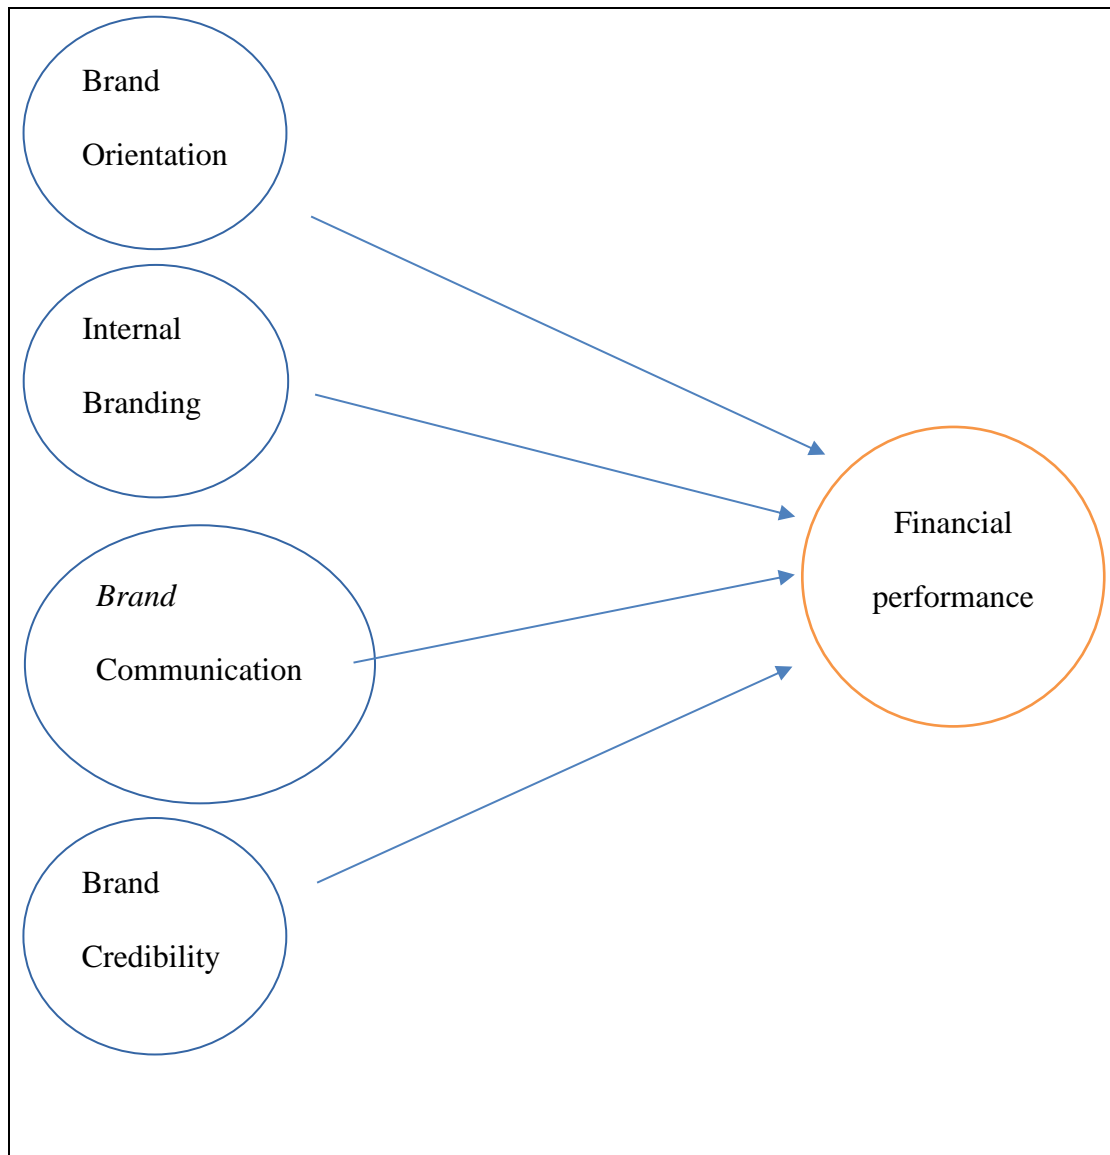 Brand
Orientation
Internal
Branding
Brand
Communication
Brand
Credibility
Financial
performance